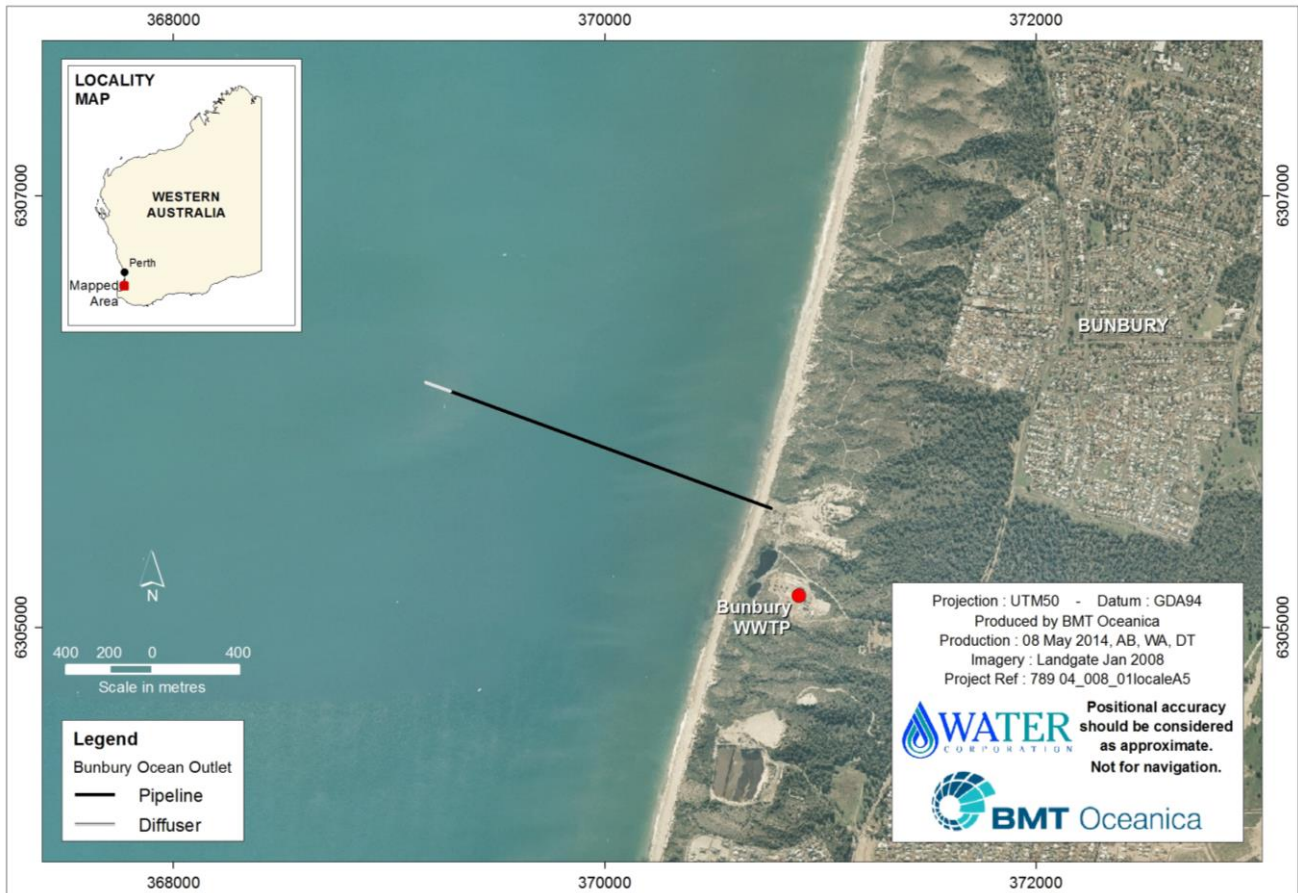 368000
370000
372000
LOCALITY
MAP
WESTERN
AUSTRALIA
Perth
Mapped
Area
6307000
6307000
BUNBURY
Bunbury
WWTP
N
6305000
6305000
400 200 0 400
Scale in metres
Legend
Bunbury Ocean Outlet
Pipeline
Diffuser
Projection : UTM50 - Datum : GDA94
Produced by BMT Oceanica
Production : 08 May 2014, AB, WA, DT
Imagery : Landgate Jan 2008
Project Ref : 789 04_008_01localeA5
WATER
CORPORATION
Positional accuracy
should be considered
as approximate.
Not for navigation.
BMT Oceanica
368000
370000
372000